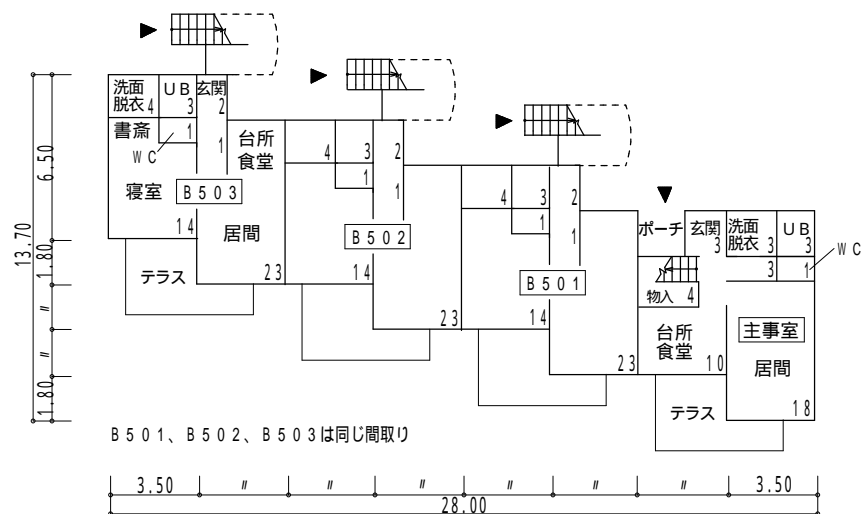 洗面 UB 玄関
脱衣 4 3 2
書斎 1 1
WC
寝室 B503
14
台所
食堂
居間
23
テラス
4 3 2
1 1
B502
14
23
4 3 2
1 1
B501
14
23
ポーチ 玄関 洗面 UB
3 脱衣 3 3
WC
3 1
物入 4
台所
食堂 10
主事室
居間
18
テラス
6.50
1.80
〃
〃
1.80
13.70
B501、B502、B503は同じ間取り
3.50 〃 〃 〃 〃 〃 〃 3.50
28.00